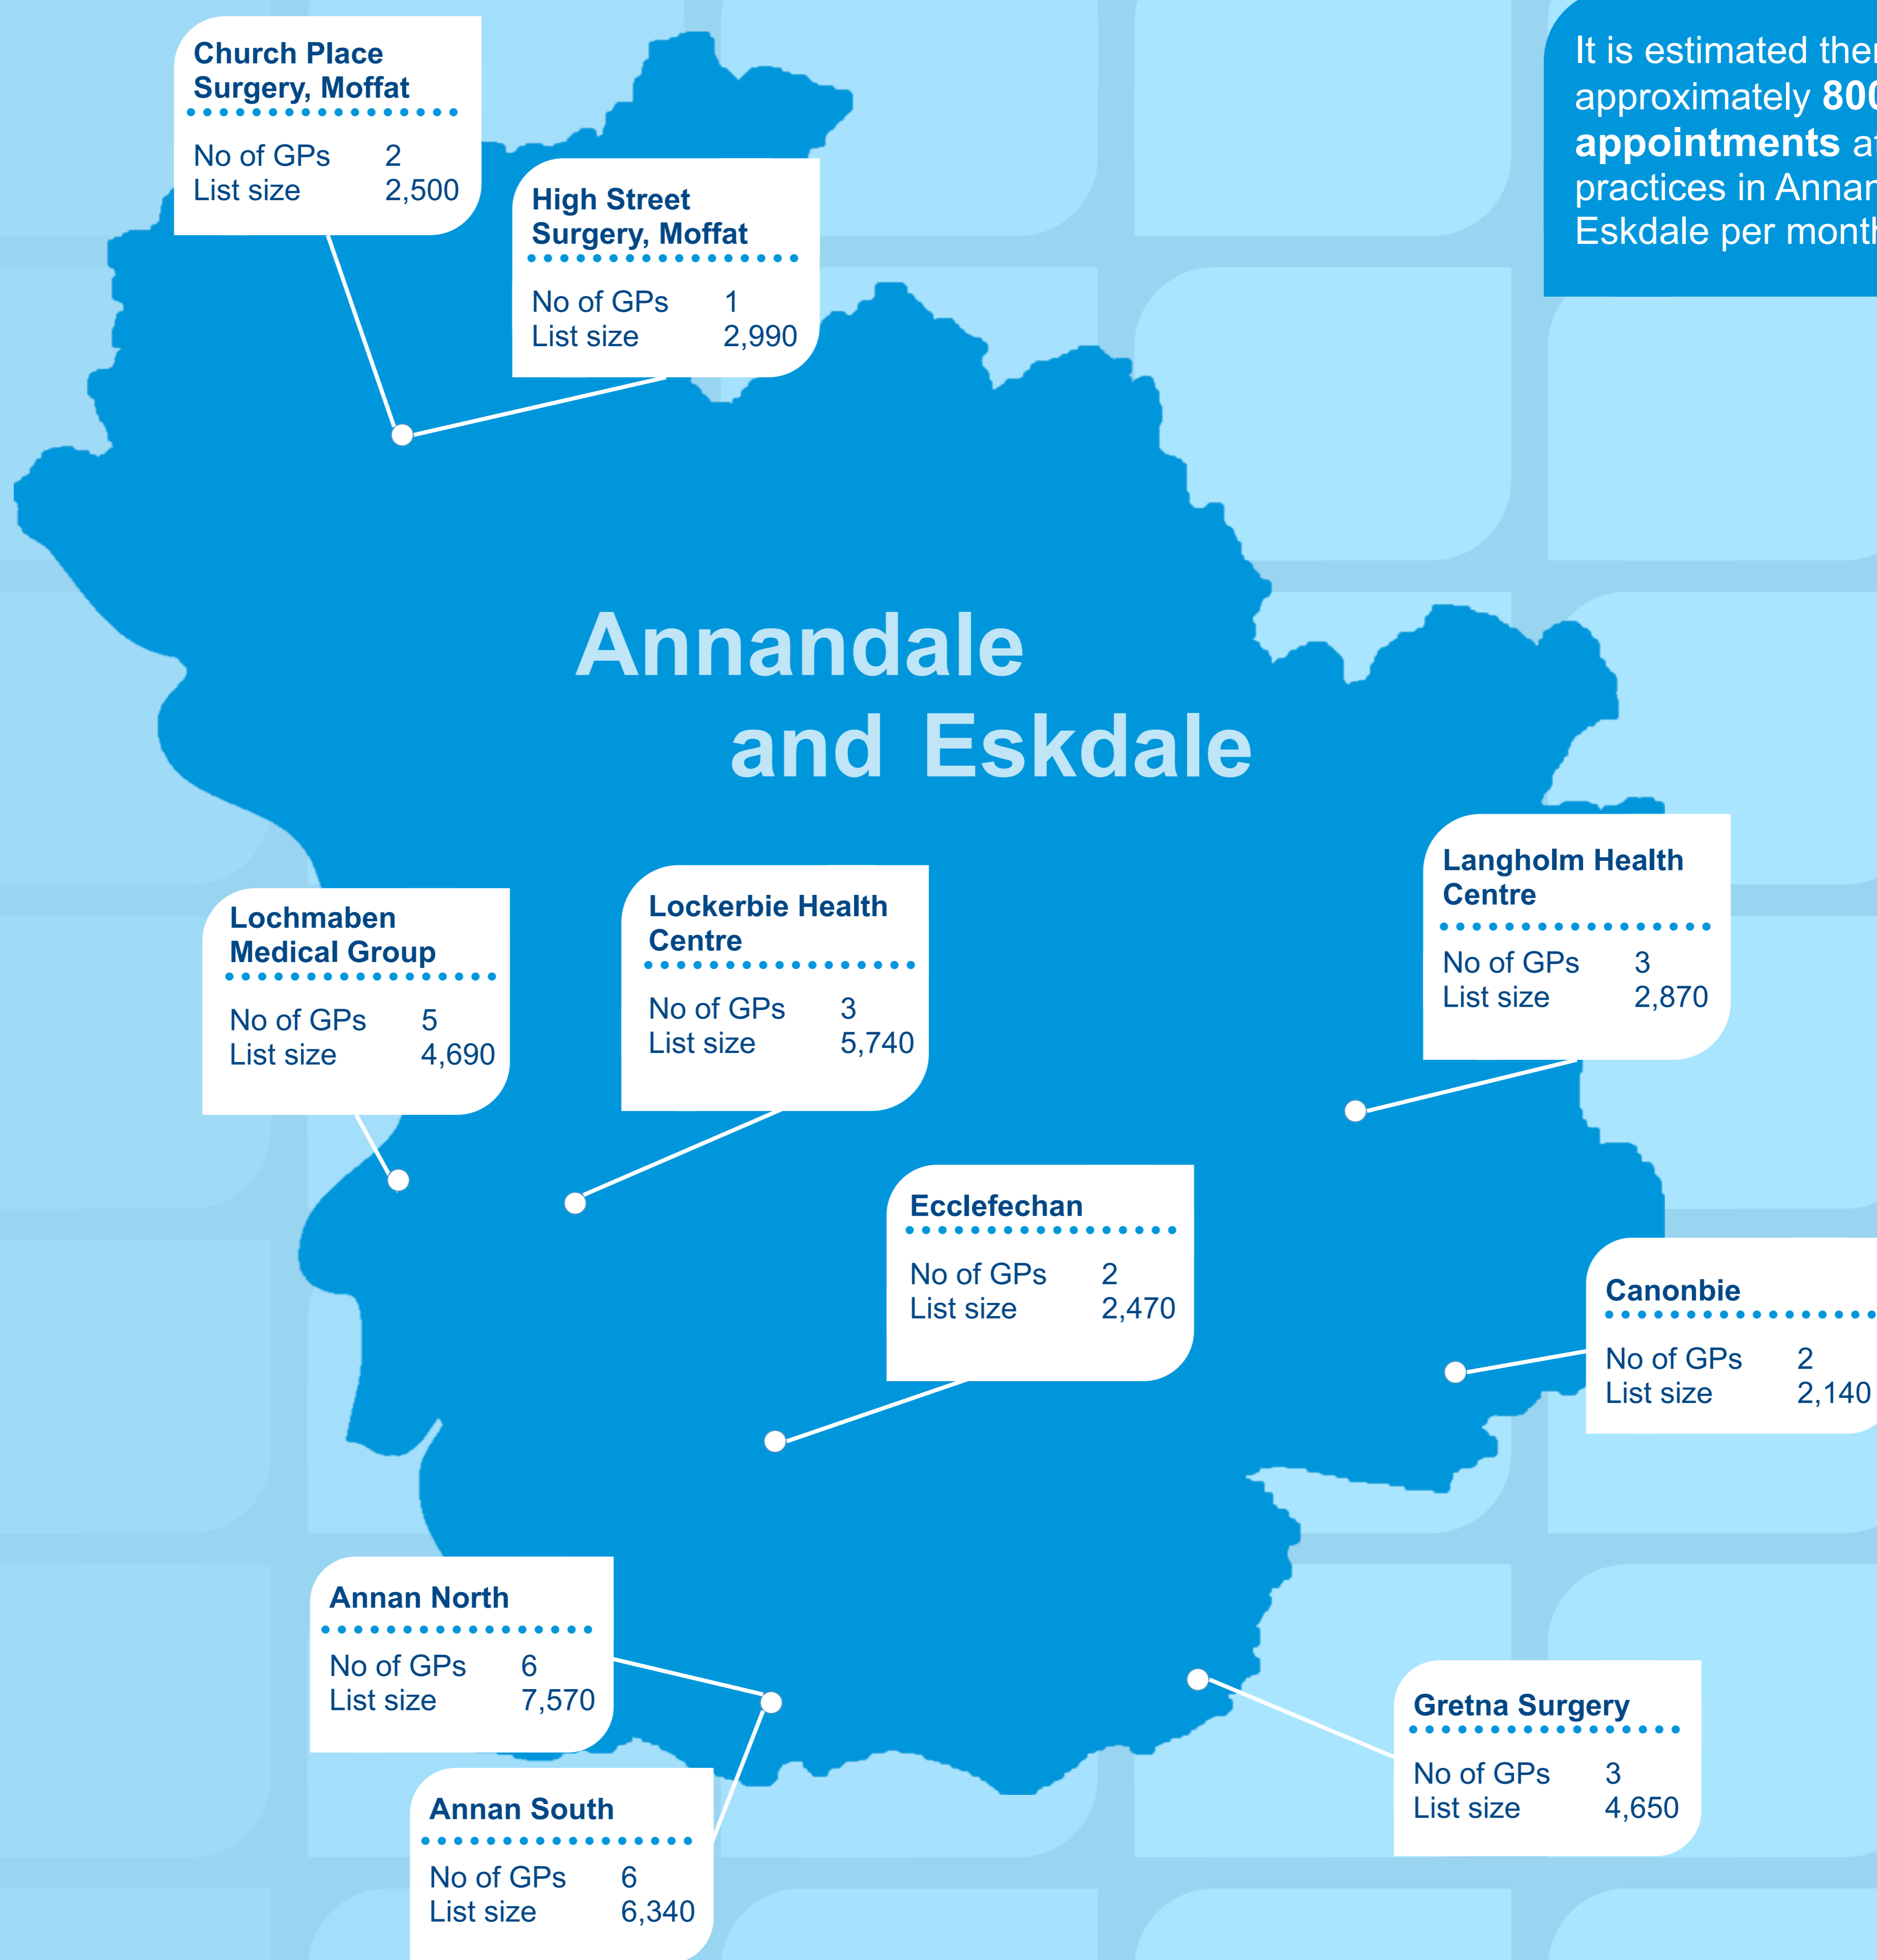 Church Place
Surgery, Moffat
No of GPs 2
List size 2,500
High Street
Surgery, Moffat
No of GPs 1
List size 2,990
It is estimated
approximately
appointments
practices in
Eskdale per
Annandale
and Eskdale
Lochmaben
Medical Group
No of GPs 5
List size 4,690
Lockerbie Health
Centre
No of GPs 3
List size 5,740
Langholm Health
Centre
No of GPs 3
List size 2,870
Ecclefechan
No of GPs 2
List size 2,470
Canonbie
No of GPs 2
List size 2,140
Annan North
No of GPs 6
List size 7,570
Annan South
No of GPs 6
List size 6,340
Gretna Surgery
No of GPs 3
List size 4,650